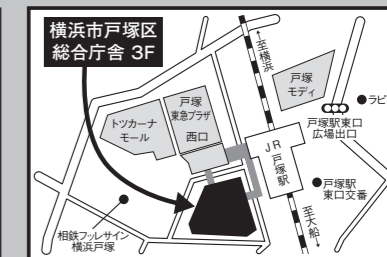 横浜市戸塚区
総合庁舎 3F
至横浜
戸塚
モディ
ラピ
戸塚
東急プラザ
トツカーナ
モール
西口
戸塚駅東口
広場出口
JR戸塚駅
戸塚駅
東口交番
相鉄フレッサイン
横浜戸塚
至大船